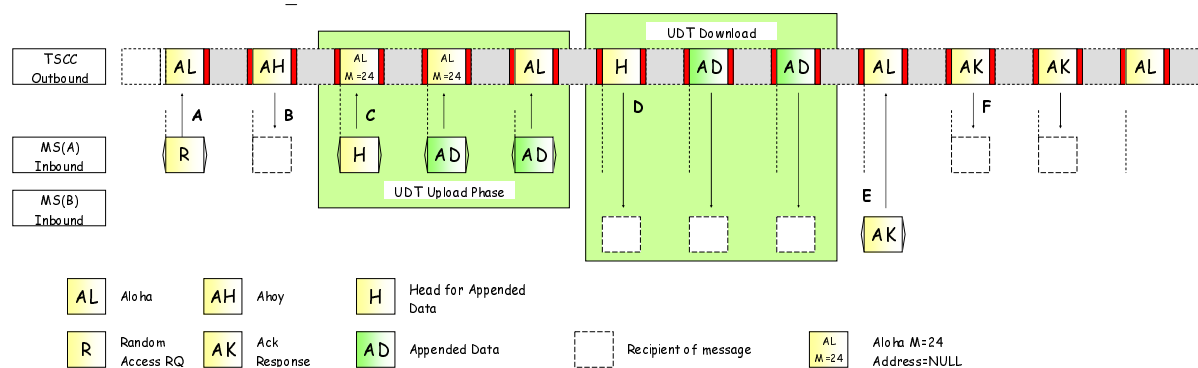 UDT Download
TSCC
Outbound
AL
AH
AL
M=24
AL
M=24
AL
H
AD
AD
AL
AK
AK
AL
A
B
C
D
F
MS(A)
Inbound
R
H
AD
AD
UDT Upload Phase
MS(B)
Inbound
E
AK
AL
Aloha
AH
Ahoy
H
Head for Appended
Data
R
Random
Access RQ
AK
Ack
Response
AD
Appended Data
Recipient of message
AL
M=24
Aloha M=24
Address=NULL